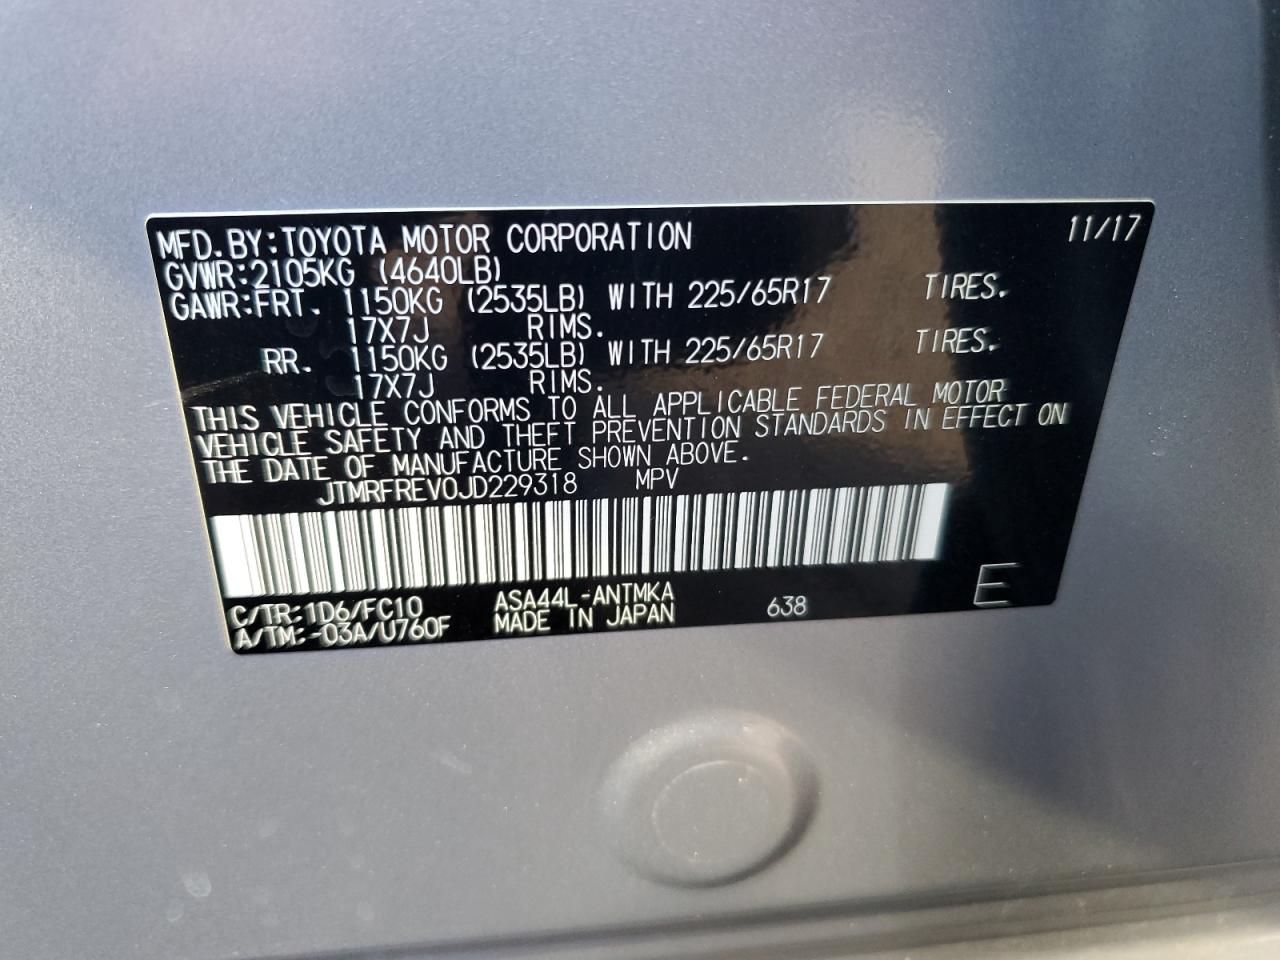 MFD.BY:TOYOTA MOTOR CORPORATION 11/17
GVWR:2105KG (4640LB)
GAWR:FRT. 1150KG (2535LB) WITH 225/65R17 TIRES.
17X7J RIMS.
RR. 1150KG (2535LB) WITH 225/65R17 TIRES.
17X7J RIMS.
THIS VEHICLE CONFORMS TO ALL APPLICABLE FEDERAL MOTOR
VEHICLE SAFETY AND THEFT PREVENTION STANDARDS IN EFFECT ON
THE DATE OF MANUFACTURE SHOWN ABOVE.
JTMRFREV0JD229318 MPV
C/TR:1D6/FC10 ASA44L-ANTMKA 638 E
A/TM:-03A/U760F MADE IN JAPAN